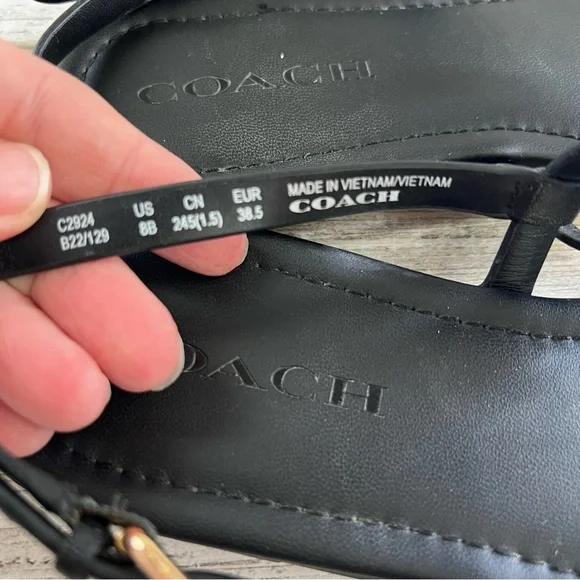 COACH
C2924 US CN EUR MADE IN VIETNAM/VIETNAM
B22/129 8B 245(1.5) 38.5 COACH
OACH